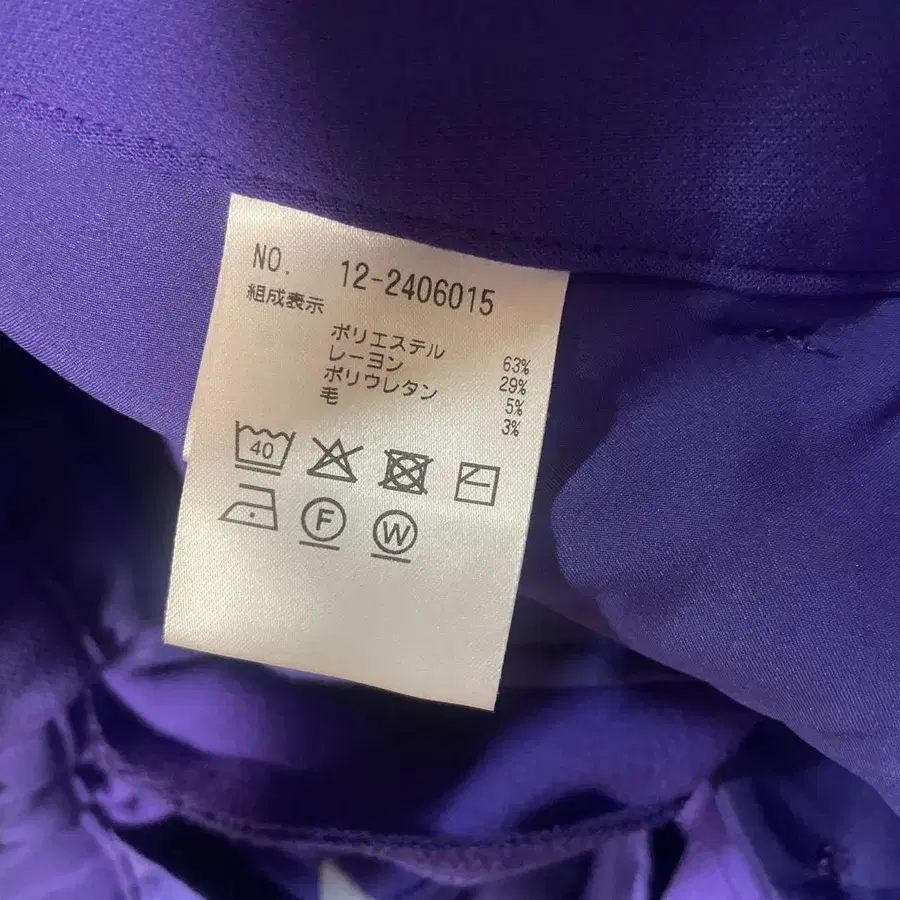 NO. 12-2406015
組成表示
ポリエステル 63%
レーヨン 29%
ポリウレタン 5%
毛 3%
40
F W